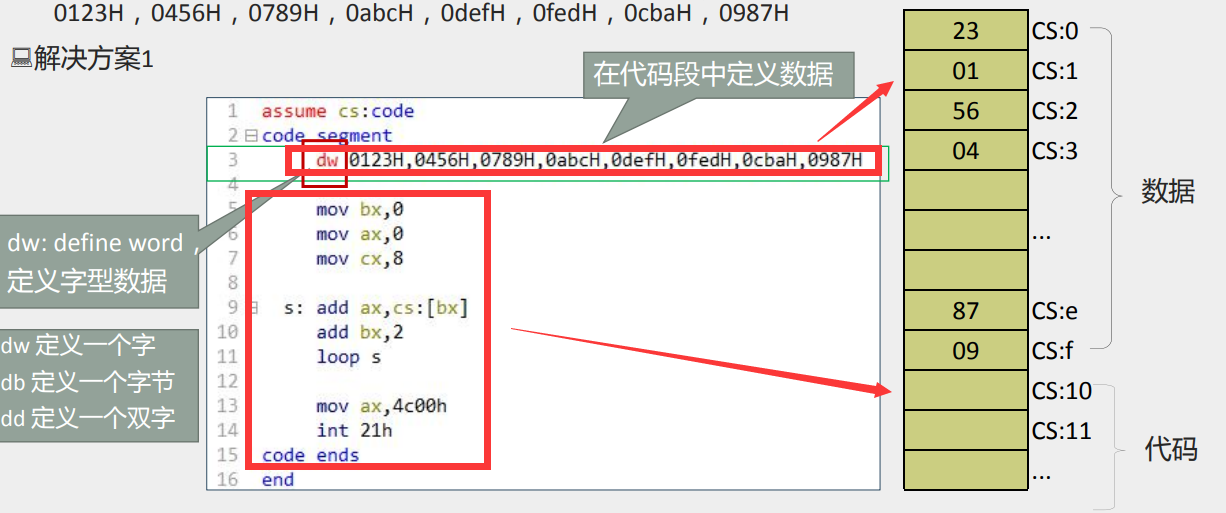 0123H，0456H，0789H，0abcH，0defH，0fedH，0cbaH，0987H
解决方案1
在代码段中定义数据
1 assume cs:code
2 code segment
3 dw 0123H,0456H,0789H,0abcH,0defH,0fedH,0cbaH,0987H
4
5 mov bx,0
6 mov ax,0
7 mov cx,8
8
9 s: add ax,cs:[bx]
10 add bx,2
11 loop s
12
13 mov ax,4c00h
14 int 21h
15 code ends
16 end
dw: define word，
定义字型数据
dw 定义一个字
db 定义一个字节
dd 定义一个双字
23 CS:0
01 CS:1
56 CS:2
04 CS:3
...
87 CS:e
09 CS:f
CS:10
CS:11
...
数据
代码